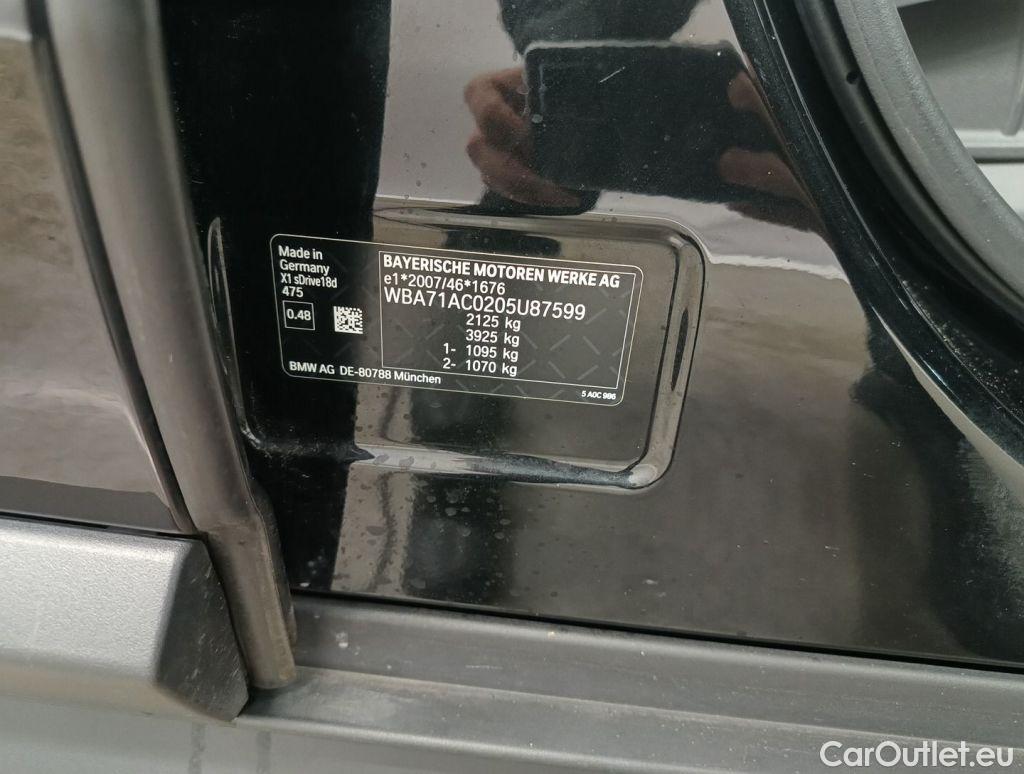 Made in
Germany
X1 sDrive18d
475
0.48
BAYERISCHE MOTOREN WERKE AG
e1*2007/46*1676
WBA71AC0205U87599
2125 kg
3925 kg
1- 1095 kg
2- 1070 kg
BMW AG DE-80788 München
5 A0C 986
CarOutlet.eu